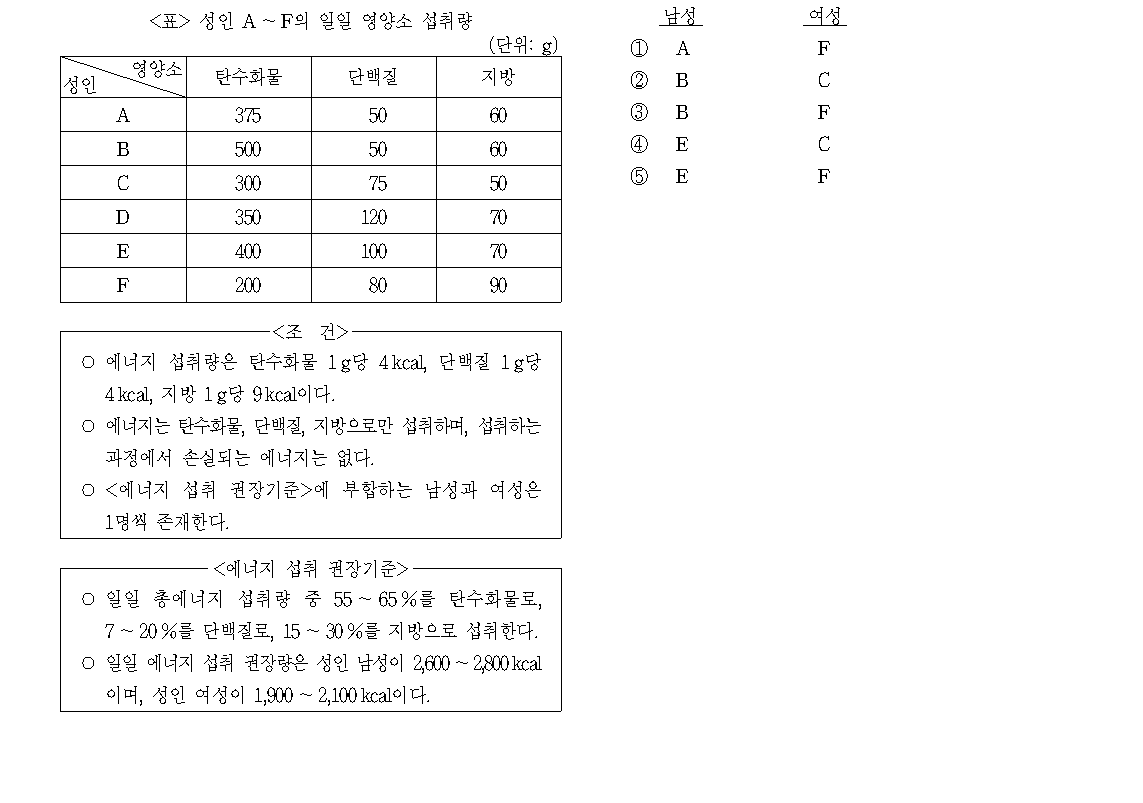 <표> 성인 A ~ F의 일일 영양소 섭취량
(단위: g)
영양소
성인
탄수화물 단백질 지방
A 375 50 60
B 500 50 60
C 300 75 50
D 350 120 70
E 400 100 70
F 200 80 90
<조 건>
○ 에너지 섭취량은 탄수화물 1g당 4kcal, 단백질 1g당
4kcal, 지방 1g당 9kcal이다.
○ 에너지는 탄수화물, 단백질, 지방으로만 섭취하며, 섭취하는
과정에서 손실되는 에너지는 없다.
○ <에너지 섭취 권장기준>에 부합하는 남성과 여성은
1명씩 존재한다.
<에너지 섭취 권장기준>
○ 일일 총에너지 섭취량 중 55 ~ 65%를 탄수화물로,
7 ~ 20%를 단백질로, 15 ~ 30%를 지방으로 섭취한다.
○ 일일 에너지 섭취 권장량은 성인 남성이 2,600 ~ 2,800kcal
이며, 성인 여성이 1,900 ~ 2,100kcal이다.
남성 여성
① A F
② B C
③ B F
④ E C
⑤ E F